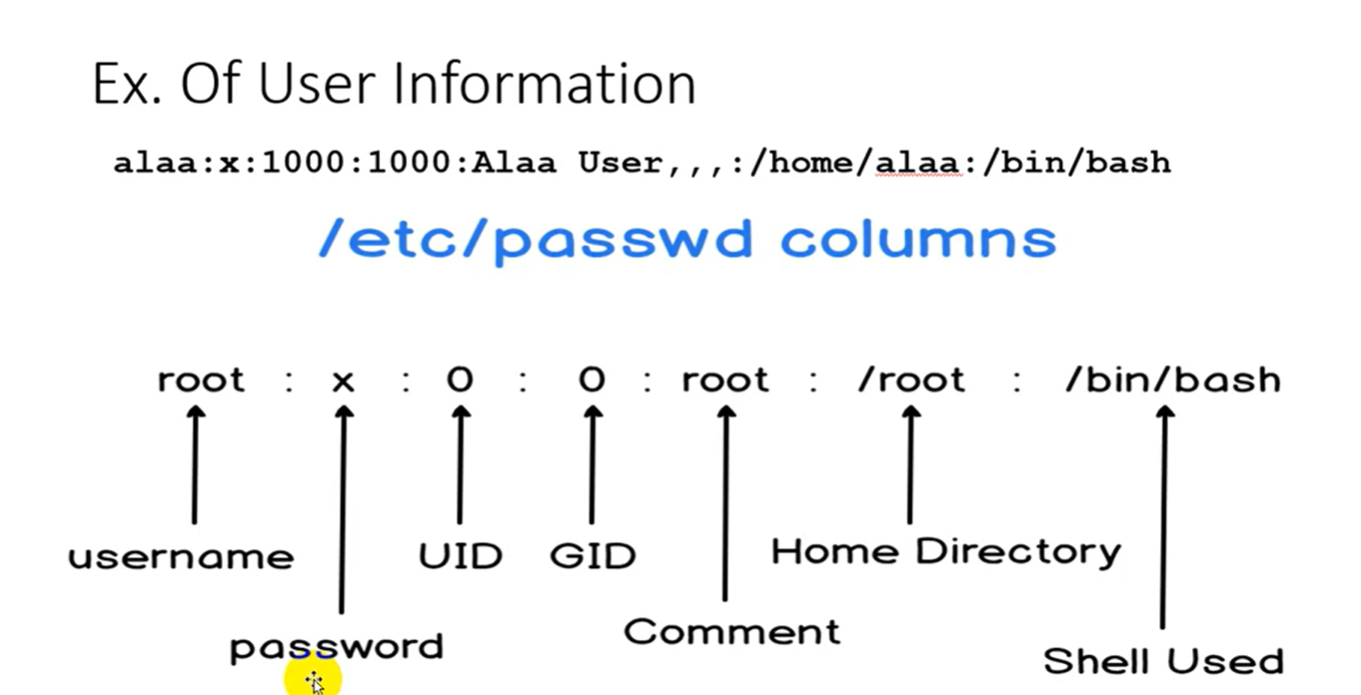 Ex. Of User Information
alaa:x:1000:1000:Alaa User,,,:/home/alaa:/bin/bash
/etc/passwd columns
root : x : 0 : 0 : root : /root : /bin/bash
username UID GID Home Directory
password Comment Shell Used